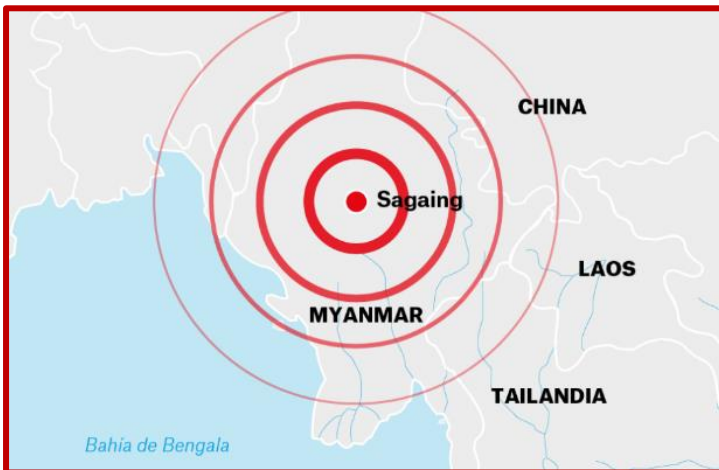 CHINA
Sagaing
LAOS
MYANMAR
TAILANDIA
Bahía de Bengala